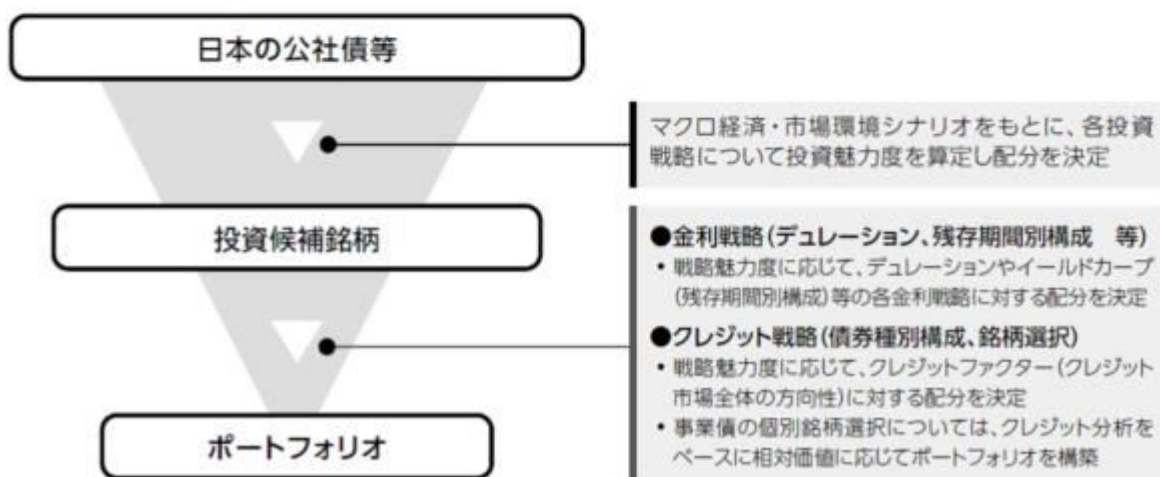 日本の公社債等
マクロ経済・市場環境シナリオをもとに、各投資
戦略について投資魅力度を算定し配分を決定
投資候補銘柄
●金利戦略(デュレーション、残存期間別構成　等)
• 戦略魅力度に応じて、デュレーションやイールドカーブ
(残存期間別構成)等の各金利戦略に対する配分を決定
●クレジット戦略(債券種別構成、銘柄選択)
• 戦略魅力度に応じて、クレジットファクター(クレジット
市場全体の方向性)に対する配分を決定
• 事業債の個別銘柄選択については、クレジット分析を
ベースに相対価値に応じてポートフォリオを構築
ポートフォリオ